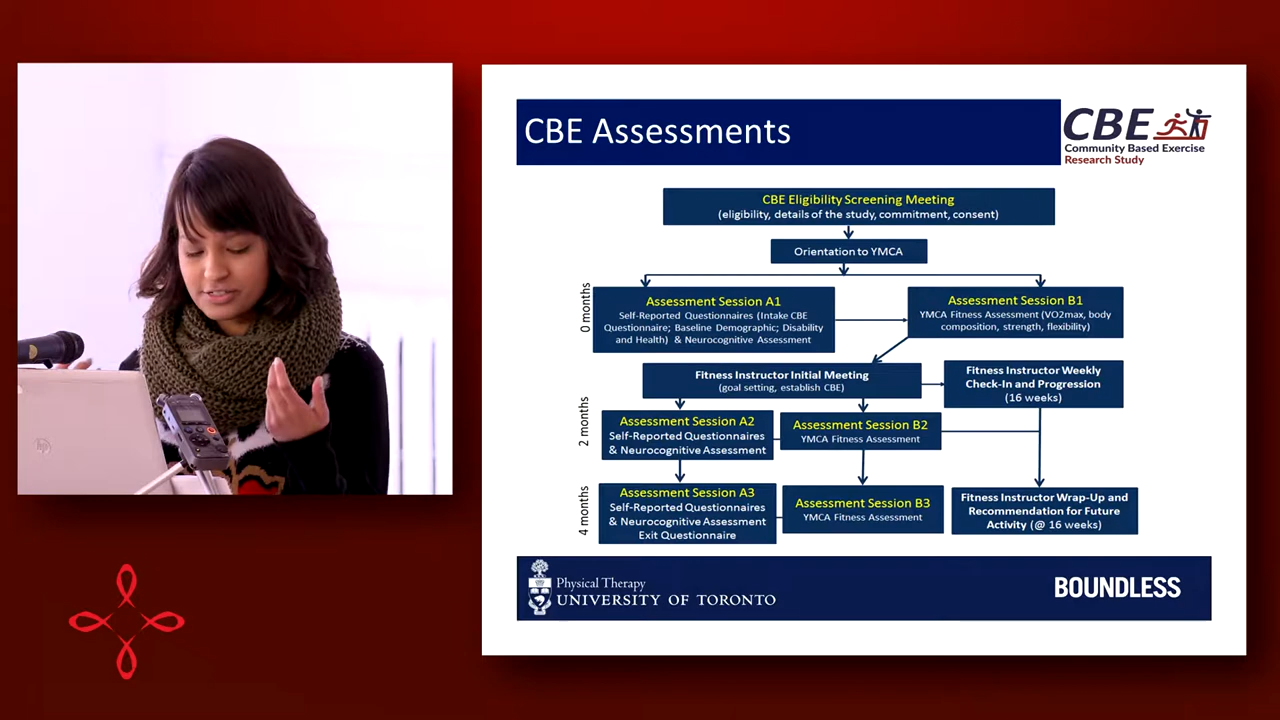 CBE Assessments
CBE
Community Based Exercise
Research Study
CBE Eligibility Screening Meeting
(eligibility, details of the study, commitment, consent)
Orientation to YMCA
0 months
Assessment Session A1
Self-Reported Questionnaires (Intake CBE
Questionnaire; Baseline Demographic; Disability
and Health) & Neurocognitive Assessment
Assessment Session B1
YMCA Fitness Assessment (VO2max, body
composition, strength, flexibility)
Fitness Instructor Initial Meeting
(goal setting, establish CBE)
Fitness Instructor Weekly
Check-In and Progression
(16 weeks)
2 months
Assessment Session A2
Self-Reported Questionnaires
& Neurocognitive Assessment
Assessment Session B2
YMCA Fitness Assessment
4 months
Assessment Session A3
Self-Reported Questionnaires
& Neurocognitive Assessment
Exit Questionnaire
Assessment Session B3
YMCA Fitness Assessment
Fitness Instructor Wrap-Up and
Recommendation for Future
Activity (@ 16 weeks)
Physical Therapy
UNIVERSITY OF TORONTO
BOUNDLESS
hp